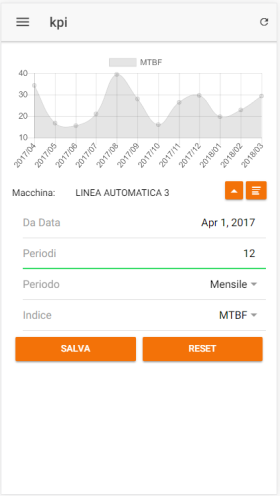 kpi
MTBF
40
30
20
10
2017/04 2017/05 2017/06 2017/07 2017/08 2017/09 2017/10 2017/11 2017/12 2018/01 2018/02 2018/03
Macchina: LINEA AUTOMATICA 3
Da Data Apr 1, 2017
Periodi 12
Periodo Mensile
Indice MTBF
SALVA RESET